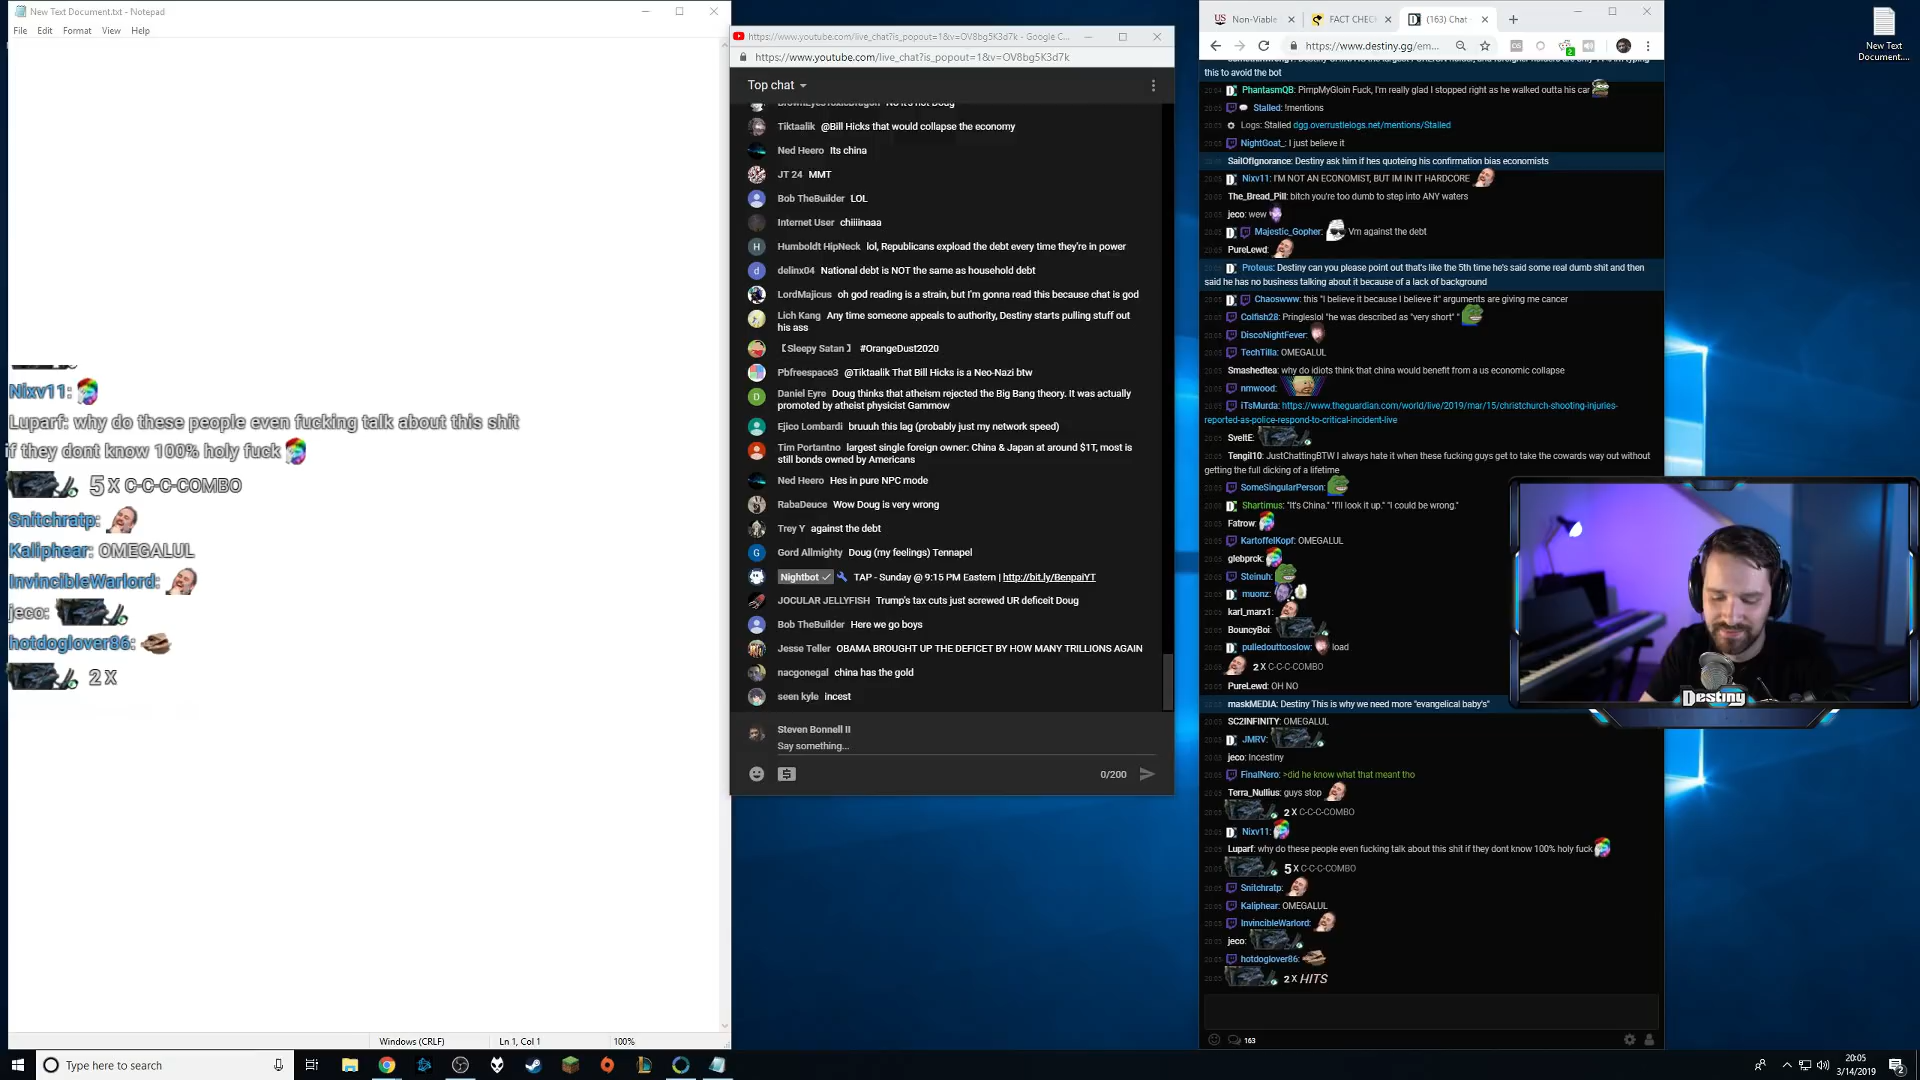 New Text Document.txt - Notepad
File Edit Format View Help
Nixv11:
Luparf: why do these people even fucking talk about this shit
if they dont know 100% holy fuck
5 X C-C-C-COMBO
Snitchratp:
Kaliphear: OMEGALUL
InvincibleWarlord:
jeco:
hotdoglover86:
2 X
Windows (CRLF) Ln 1, Col 1 100%
https://www.youtube.com/live_chat?is_popout=1&v=OV8bg5K3d7k - Google C...
https://www.youtube.com/live_chat?is_popout=1&v=OV8bg5K3d7k
Top chat
Tiktaalik @Bill Hicks that would collapse the economy
Ned Heero Its china
JT 24 MMT
Bob TheBuilder LOL
Internet User chiiinaaa
H Humboldt HipNeck lol, Republicans expload the debt every time they're in power
d delinx04 National debt is NOT the same as household debt
LordMajicus oh god reading is a strain, but I'm gonna read this because chat is god
Lich Kang Any time someone appeals to authority, Destiny starts pulling stuff out
his ass
【Sleepy Satan】 #OrangeDust2020
Pbfreespace3 @Tiktaalik That Bill Hicks is a Neo-Nazi btw
D Daniel Eyre Doug thinks that atheism rejected the Big Bang theory. It was actually
promoted by atheist physicist Gammow
Ejico Lombardi bruuuh this lag (probably just my network speed)
Tim Portantno largest single foreign owner: China & Japan at around $1T, most is
still bonds owned by Americans
Ned Heero Hes in pure NPC mode
RabaDeuce Wow Doug is very wrong
Trey Y against the debt
G Gord Allmighty Doug (my feelings) Tennapel
Nightbot TAP - Sunday @ 9:15 PM Eastern | http://bit.ly/BenpaiYT
JOCULAR JELLYFISH Trump's tax cuts just screwed UR deficeit Doug
Bob TheBuilder Here we go boys
Jesse Teller OBAMA BROUGHT UP THE DEFICET BY HOW MANY TRILLIONS AGAIN
nacgonegal china has the gold
seen kyle incest
Steven Bonnell II
Say something...
0/200
US Non-Viable FACT CHEC (163) Chat
https://www.destiny.gg/em...
this to avoid the bot
PhantasmQB: PimpMyGloin Fuck, I'm really glad I stopped right as he walked outta his car
Stalled: !mentions
Logs: Stalled dgg.overrustlelogs.net/mentions/Stalled
NightGoat_: I just believe it
SailOfIgnorance: Destiny ask him if hes quoteing his confirmation bias economists
Nixv11: I'M NOT AN ECONOMIST, BUT IM IN IT HARDCORE
The_Bread_Pill: bitch you're too dumb to step into ANY waters
jeco: wew
Majestic_Gopher: Vm against the debt
PureLewd:
Proteus: Destiny can you please point out that's like the 5th time he's said some real dumb shit and then
said he has no business talking about it because of a lack of background
Chaoswww: this "I believe it because I believe it" arguments are giving me cancer
Colfish28: Pringleslol "he was described as "very short" "
DiscoNightFever:
TechTilla: OMEGALUL
Smashedtea: why do idiots think that china would benefit from a us economic collapse
nmwood:
iTsMurda: https://www.theguardian.com/world/live/2019/mar/15/christchurch-shooting-injuries-
reported-as-police-respond-to-critical-incident-live
SveltE:
Tengil10: JustChattingBTW I always hate it when these fucking guys get to take the cowards way out without
getting the full dicking of a lifetime
SomeSingularPerson:
Shartimus: "It's China." "I'll look it up." "I could be wrong."
Fatrow:
KartoffelKopf: OMEGALUL
glebprck:
Steinuh:
muonz:
karl_marx1:
BouncyBoi:
pulledouttooslow: load
2 X C-C-C-COMBO
PureLewd: OH NO
maskMEDIA: Destiny This is why we need more "evangelical baby's"
SC2INFINITY: OMEGALUL
JMRV:
jeco: Incestiny
FinalNero: >did he know what that meant tho
Terra_Nullius: guys stop
2 X C-C-C-COMBO
Nixv11:
Luparf: why do these people even fucking talk about this shit if they dont know 100% holy fuck
5 X C-C-C-COMBO
Snitchratp:
Kaliphear: OMEGALUL
InvincibleWarlord:
jeco:
hotdoglover86:
2 X HITS
163
Destiny
New Text
Document....
Type here to search
20:05
3/14/2019